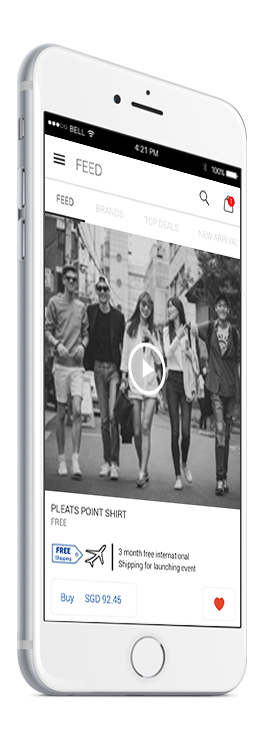 BELL
4:21 PM
100%
FEED
FEED BRANDS TOP DEALS NEW ARRIVAL
PLEATS POINT SHIRT
FREE
FREE
Shipping
3 month free international
Shipping for launching event
Buy SGD 92.45